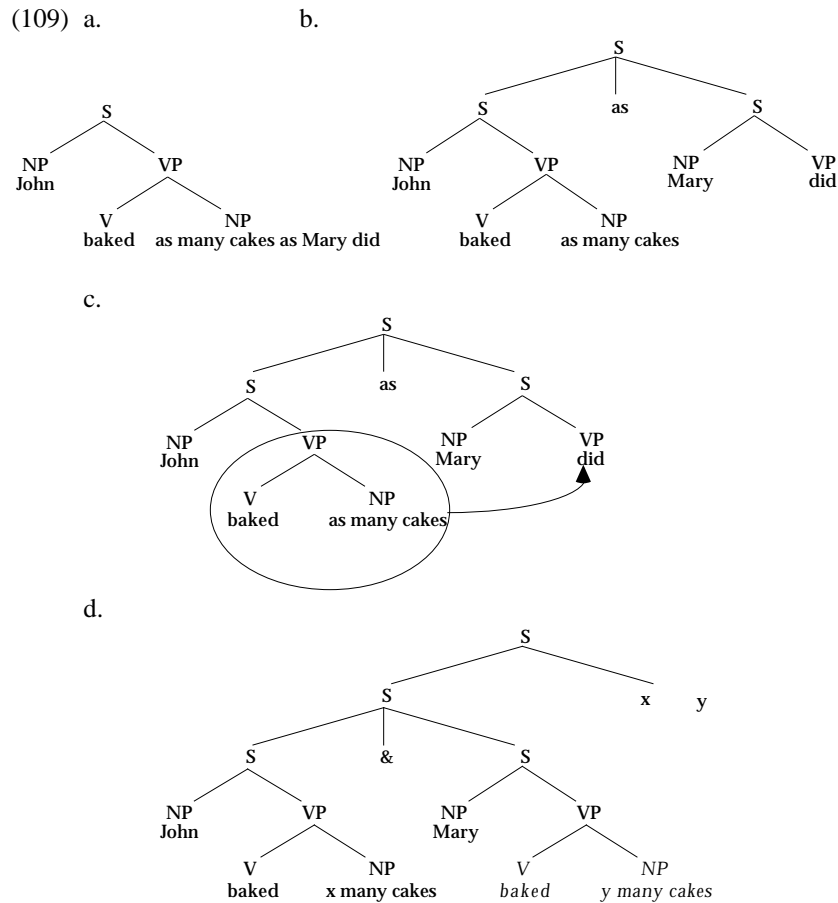 (109) a. b.
S
S
S as S
NP VP
John
NP VP NP VP
John Mary did
V NP
baked as many cakes as Mary did
V NP
baked as many cakes
c.
S
S as S
NP VP NP VP
John Mary did
V NP
baked as many cakes
d.
S
S x y
S & S
NP VP NP VP
John Mary
V NP V NP
baked x many cakes baked y many cakes